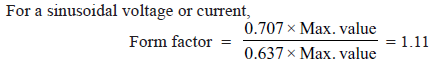 For a sinusoidal voltage or current,
Form factor = 0.707 × Max. value / 0.637 × Max. value = 1.11